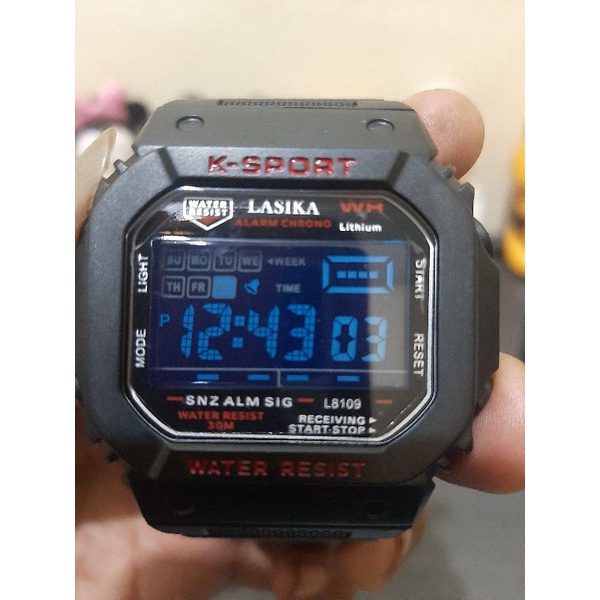 K-SPORT
WATER RESIST
LASIKA WR
ALARM CHRONO Lithium
LIGHT
MODE
START
RESET
SU MO TU WE WEEK
TH FR TIME
P 12:43 03
SNZ ALM SIG L8109
WATER RESIST 30M
RECEIVING
START·STOP
WATER RESIST